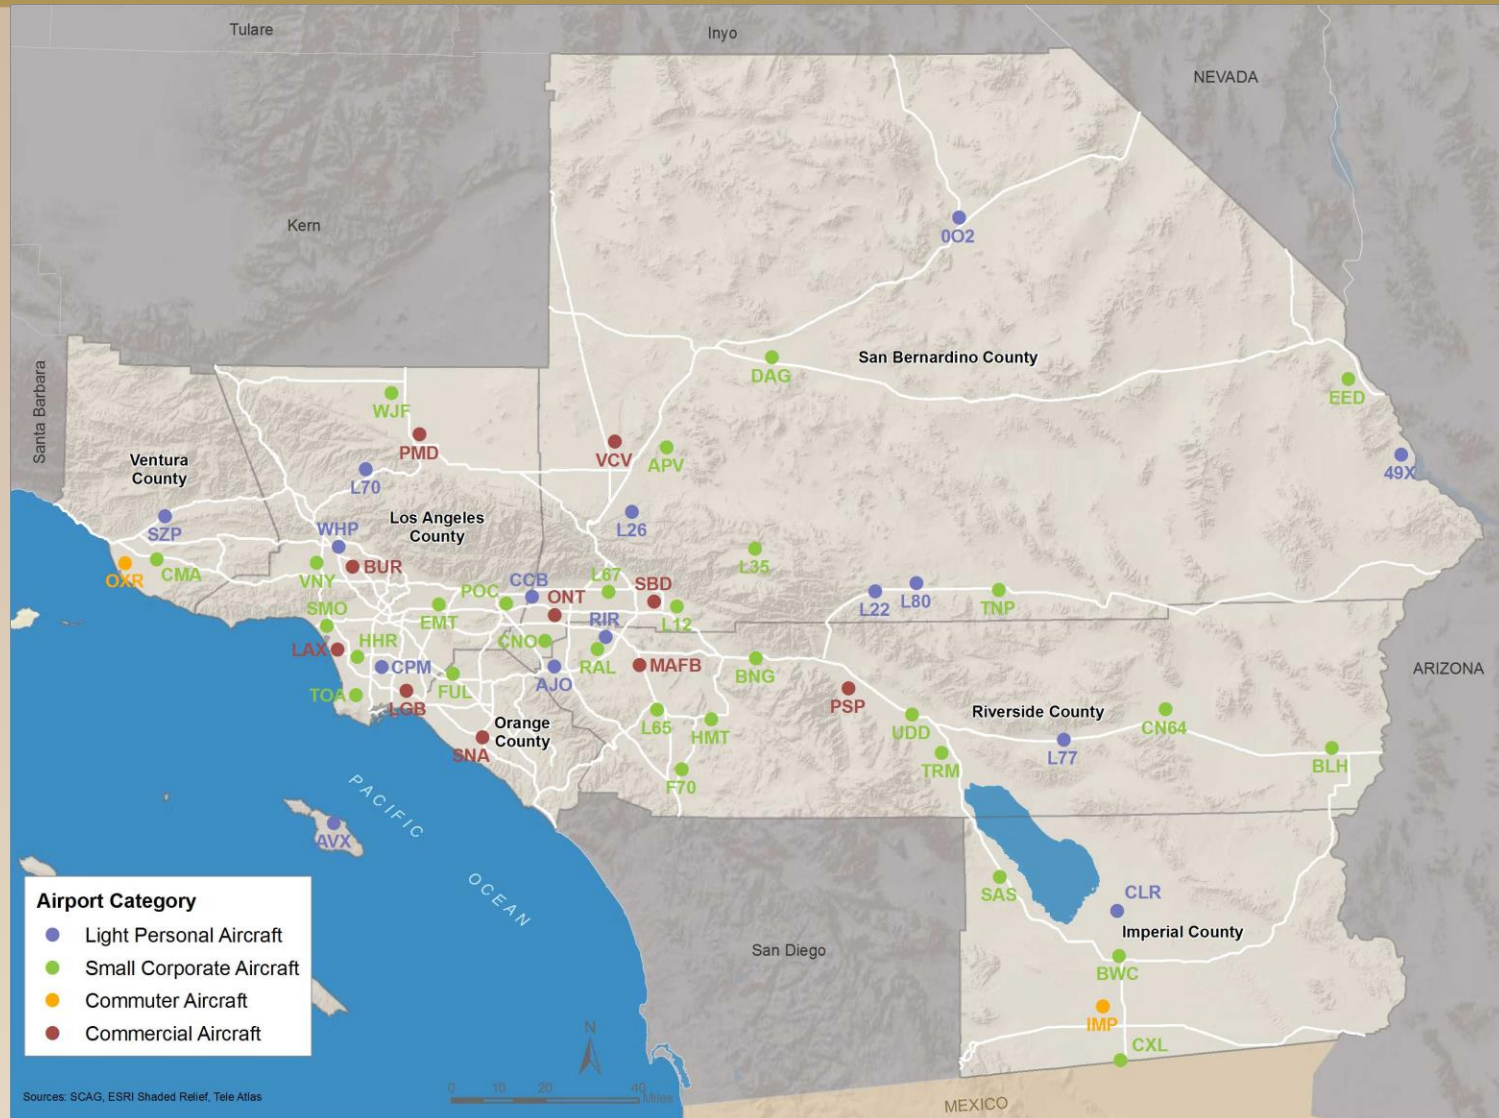 Tulare
Inyo
NEVADA
Kern
0O2
San Bernardino County
DAG
EED
WJF
Santa Barbara
PMD
VCV
APV
49X
Ventura
County
L70
Los Angeles
County
SZP
WHP
L26
OXR
CMA
VNY
BUR
L35
CCB
L67
SBD
POC
ONT
L22
L80
TNP
SMO
EMT
RIR
L12
LAX
HHR
CNO
CPM
RAL
MAFB
BNG
ARIZONA
AJO
TOA
LGB
FUL
PSP
Orange
County
L65
HMT
UDD
Riverside County
CN64
SNA
L77
BLH
TRM
F70
PACIFIC
OCEAN
AVX
SAS
CLR
Imperial County
San Diego
BWC
IMP
CXL
MEXICO
Airport Category
Light Personal Aircraft
Small Corporate Aircraft
Commuter Aircraft
Commercial Aircraft
N
0 10 20 40
Miles
Sources: SCAG, ESRI Shaded Relief, Tele Atlas